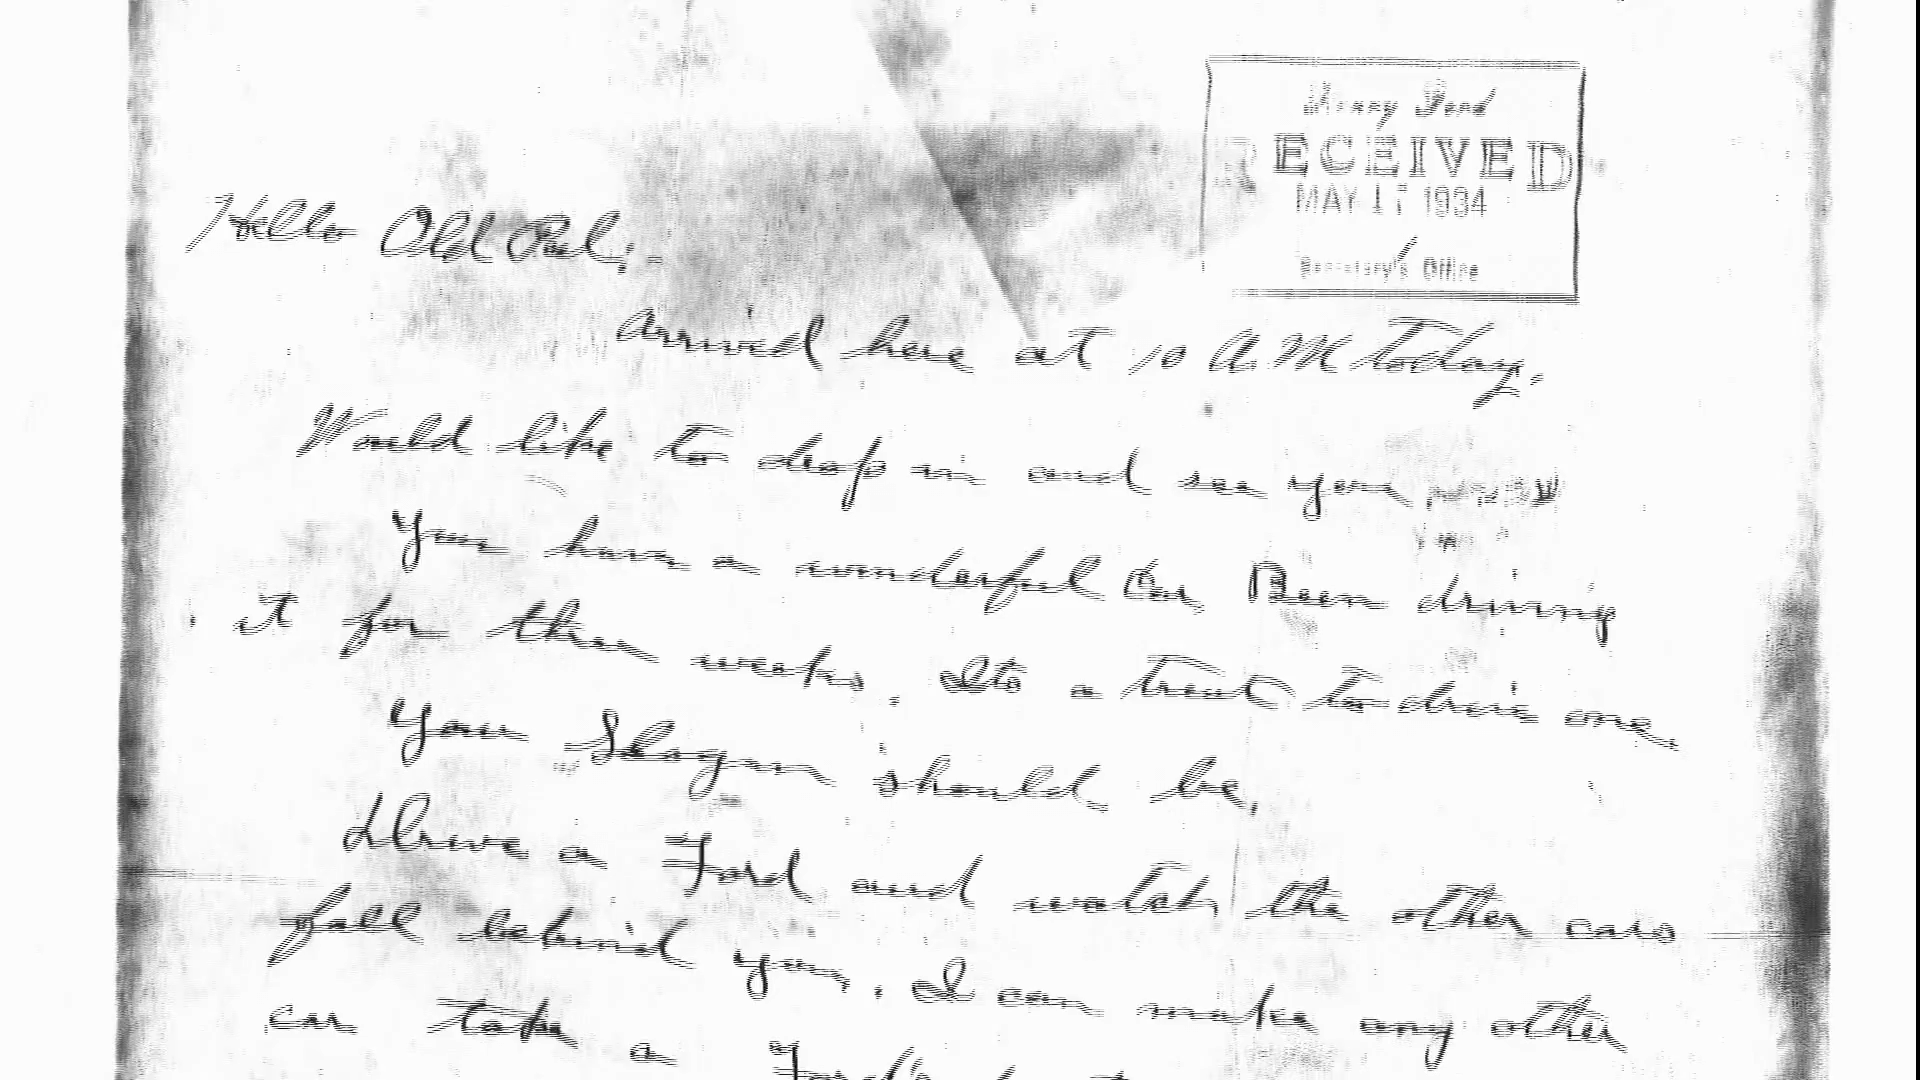 Henry Ford
RECEIVED
MAY 17 1934
Secretary's Office
Hello Old Pal,
Arrived here at 10 A M today.
Would like to drop in and see you
You have a wonderful Car Been driving
it for three weeks. Its a treat to drive one
Your Slogan should be,
Drive a Ford and watch the other cars
fall behind you. I can make any other
car take a Ford's